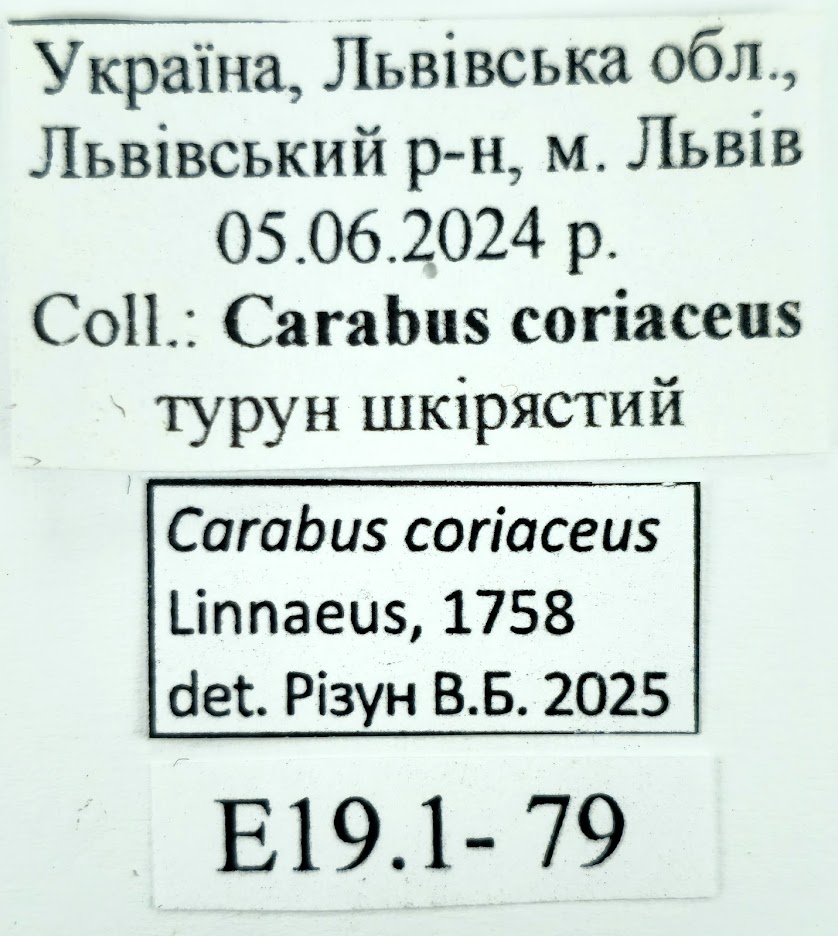 Україна, Львівська обл.,
Львівський р-н, м. Львів
05.06.2024 р.
Coll.: Carabus coriaceus
турун шкірястий
Carabus coriaceus
Linnaeus, 1758
det. Різун В.Б. 2025
E19.1- 79